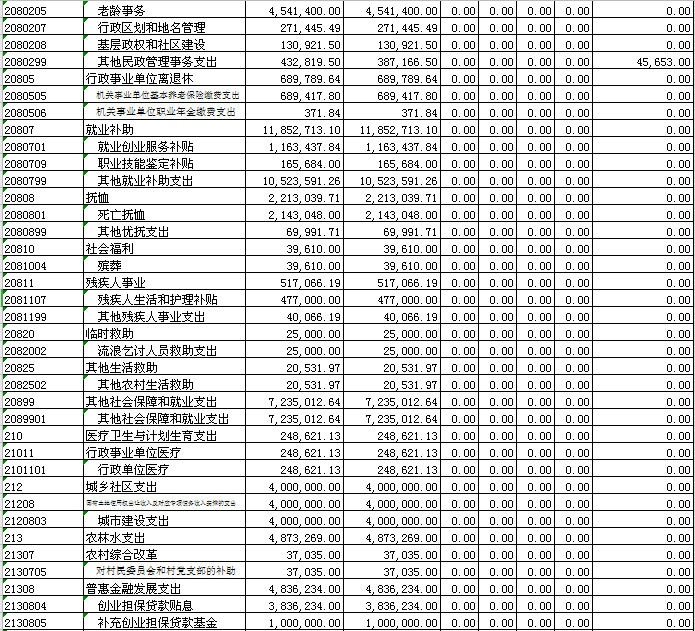 2080205 老龄事务 4,541,400.00 4,541,400.00 0.00 0.00 0.00 0.00 0.00
2080207 行政区划和地名管理 271,445.49 271,445.49 0.00 0.00 0.00 0.00 0.00
2080208 基层政权和社区建设 130,921.50 130,921.50 0.00 0.00 0.00 0.00 0.00
2080299 其他民政管理事务支出 432,819.50 387,166.50 0.00 0.00 0.00 0.00 45,653.00
20805 行政事业单位离退休 689,789.64 689,789.64 0.00 0.00 0.00 0.00 0.00
2080505 机关事业单位基本养老保险缴费支出 689,417.80 689,417.80 0.00 0.00 0.00 0.00 0.00
2080506 机关事业单位职业年金缴费支出 371.84 371.84 0.00 0.00 0.00 0.00 0.00
20807 就业补助 11,852,713.10 11,852,713.10 0.00 0.00 0.00 0.00 0.00
2080701 就业创业服务补贴 1,163,437.84 1,163,437.84 0.00 0.00 0.00 0.00 0.00
2080709 职业技能鉴定补贴 165,684.00 165,684.00 0.00 0.00 0.00 0.00 0.00
2080799 其他就业补助支出 10,523,591.26 10,523,591.26 0.00 0.00 0.00 0.00 0.00
20808 抚恤 2,213,039.71 2,213,039.71 0.00 0.00 0.00 0.00 0.00
2080801 死亡抚恤 2,143,048.00 2,143,048.00 0.00 0.00 0.00 0.00 0.00
2080899 其他优抚支出 69,991.71 69,991.71 0.00 0.00 0.00 0.00 0.00
20810 社会福利 39,610.00 39,610.00 0.00 0.00 0.00 0.00 0.00
2081004 殡葬 39,610.00 39,610.00 0.00 0.00 0.00 0.00 0.00
20811 残疾人事业 517,066.19 517,066.19 0.00 0.00 0.00 0.00 0.00
2081107 残疾人生活和护理补贴 477,000.00 477,000.00 0.00 0.00 0.00 0.00 0.00
2081199 其他残疾人事业支出 40,066.19 40,066.19 0.00 0.00 0.00 0.00 0.00
20820 临时救助 25,000.00 25,000.00 0.00 0.00 0.00 0.00 0.00
2082002 流浪乞讨人员救助支出 25,000.00 25,000.00 0.00 0.00 0.00 0.00 0.00
20825 其他生活救助 20,531.97 20,531.97 0.00 0.00 0.00 0.00 0.00
2082502 其他农村生活救助 20,531.97 20,531.97 0.00 0.00 0.00 0.00 0.00
20899 其他社会保障和就业支出 7,235,012.64 7,235,012.64 0.00 0.00 0.00 0.00 0.00
2089901 其他社会保障和就业支出 7,235,012.64 7,235,012.64 0.00 0.00 0.00 0.00 0.00
210 医疗卫生与计划生育支出 248,621.13 248,621.13 0.00 0.00 0.00 0.00 0.00
21011 行政事业单位医疗 248,621.13 248,621.13 0.00 0.00 0.00 0.00 0.00
2101101 行政单位医疗 248,621.13 248,621.13 0.00 0.00 0.00 0.00 0.00
212 城乡社区支出 4,000,000.00 4,000,000.00 0.00 0.00 0.00 0.00 0.00
21208 4,000,000.00 4,000,000.00 0.00 0.00 0.00 0.00 0.00
2120803 城市建设支出 4,000,000.00 4,000,000.00 0.00 0.00 0.00 0.00 0.00
213 农林水支出 4,873,269.00 4,873,269.00 0.00 0.00 0.00 0.00 0.00
21307 农村综合改革 37,035.00 37,035.00 0.00 0.00 0.00 0.00 0.00
2130705 对村民委员会和村党支部的补助 37,035.00 37,035.00 0.00 0.00 0.00 0.00 0.00
21308 普惠金融发展支出 4,836,234.00 4,836,234.00 0.00 0.00 0.00 0.00 0.00
2130804 创业担保贷款贴息 3,836,234.00 3,836,234.00 0.00 0.00 0.00 0.00 0.00
2130805 补充创业担保贷款基金 1,000,000.00 1,000,000.00 0.00 0.00 0.00 0.00 0.00